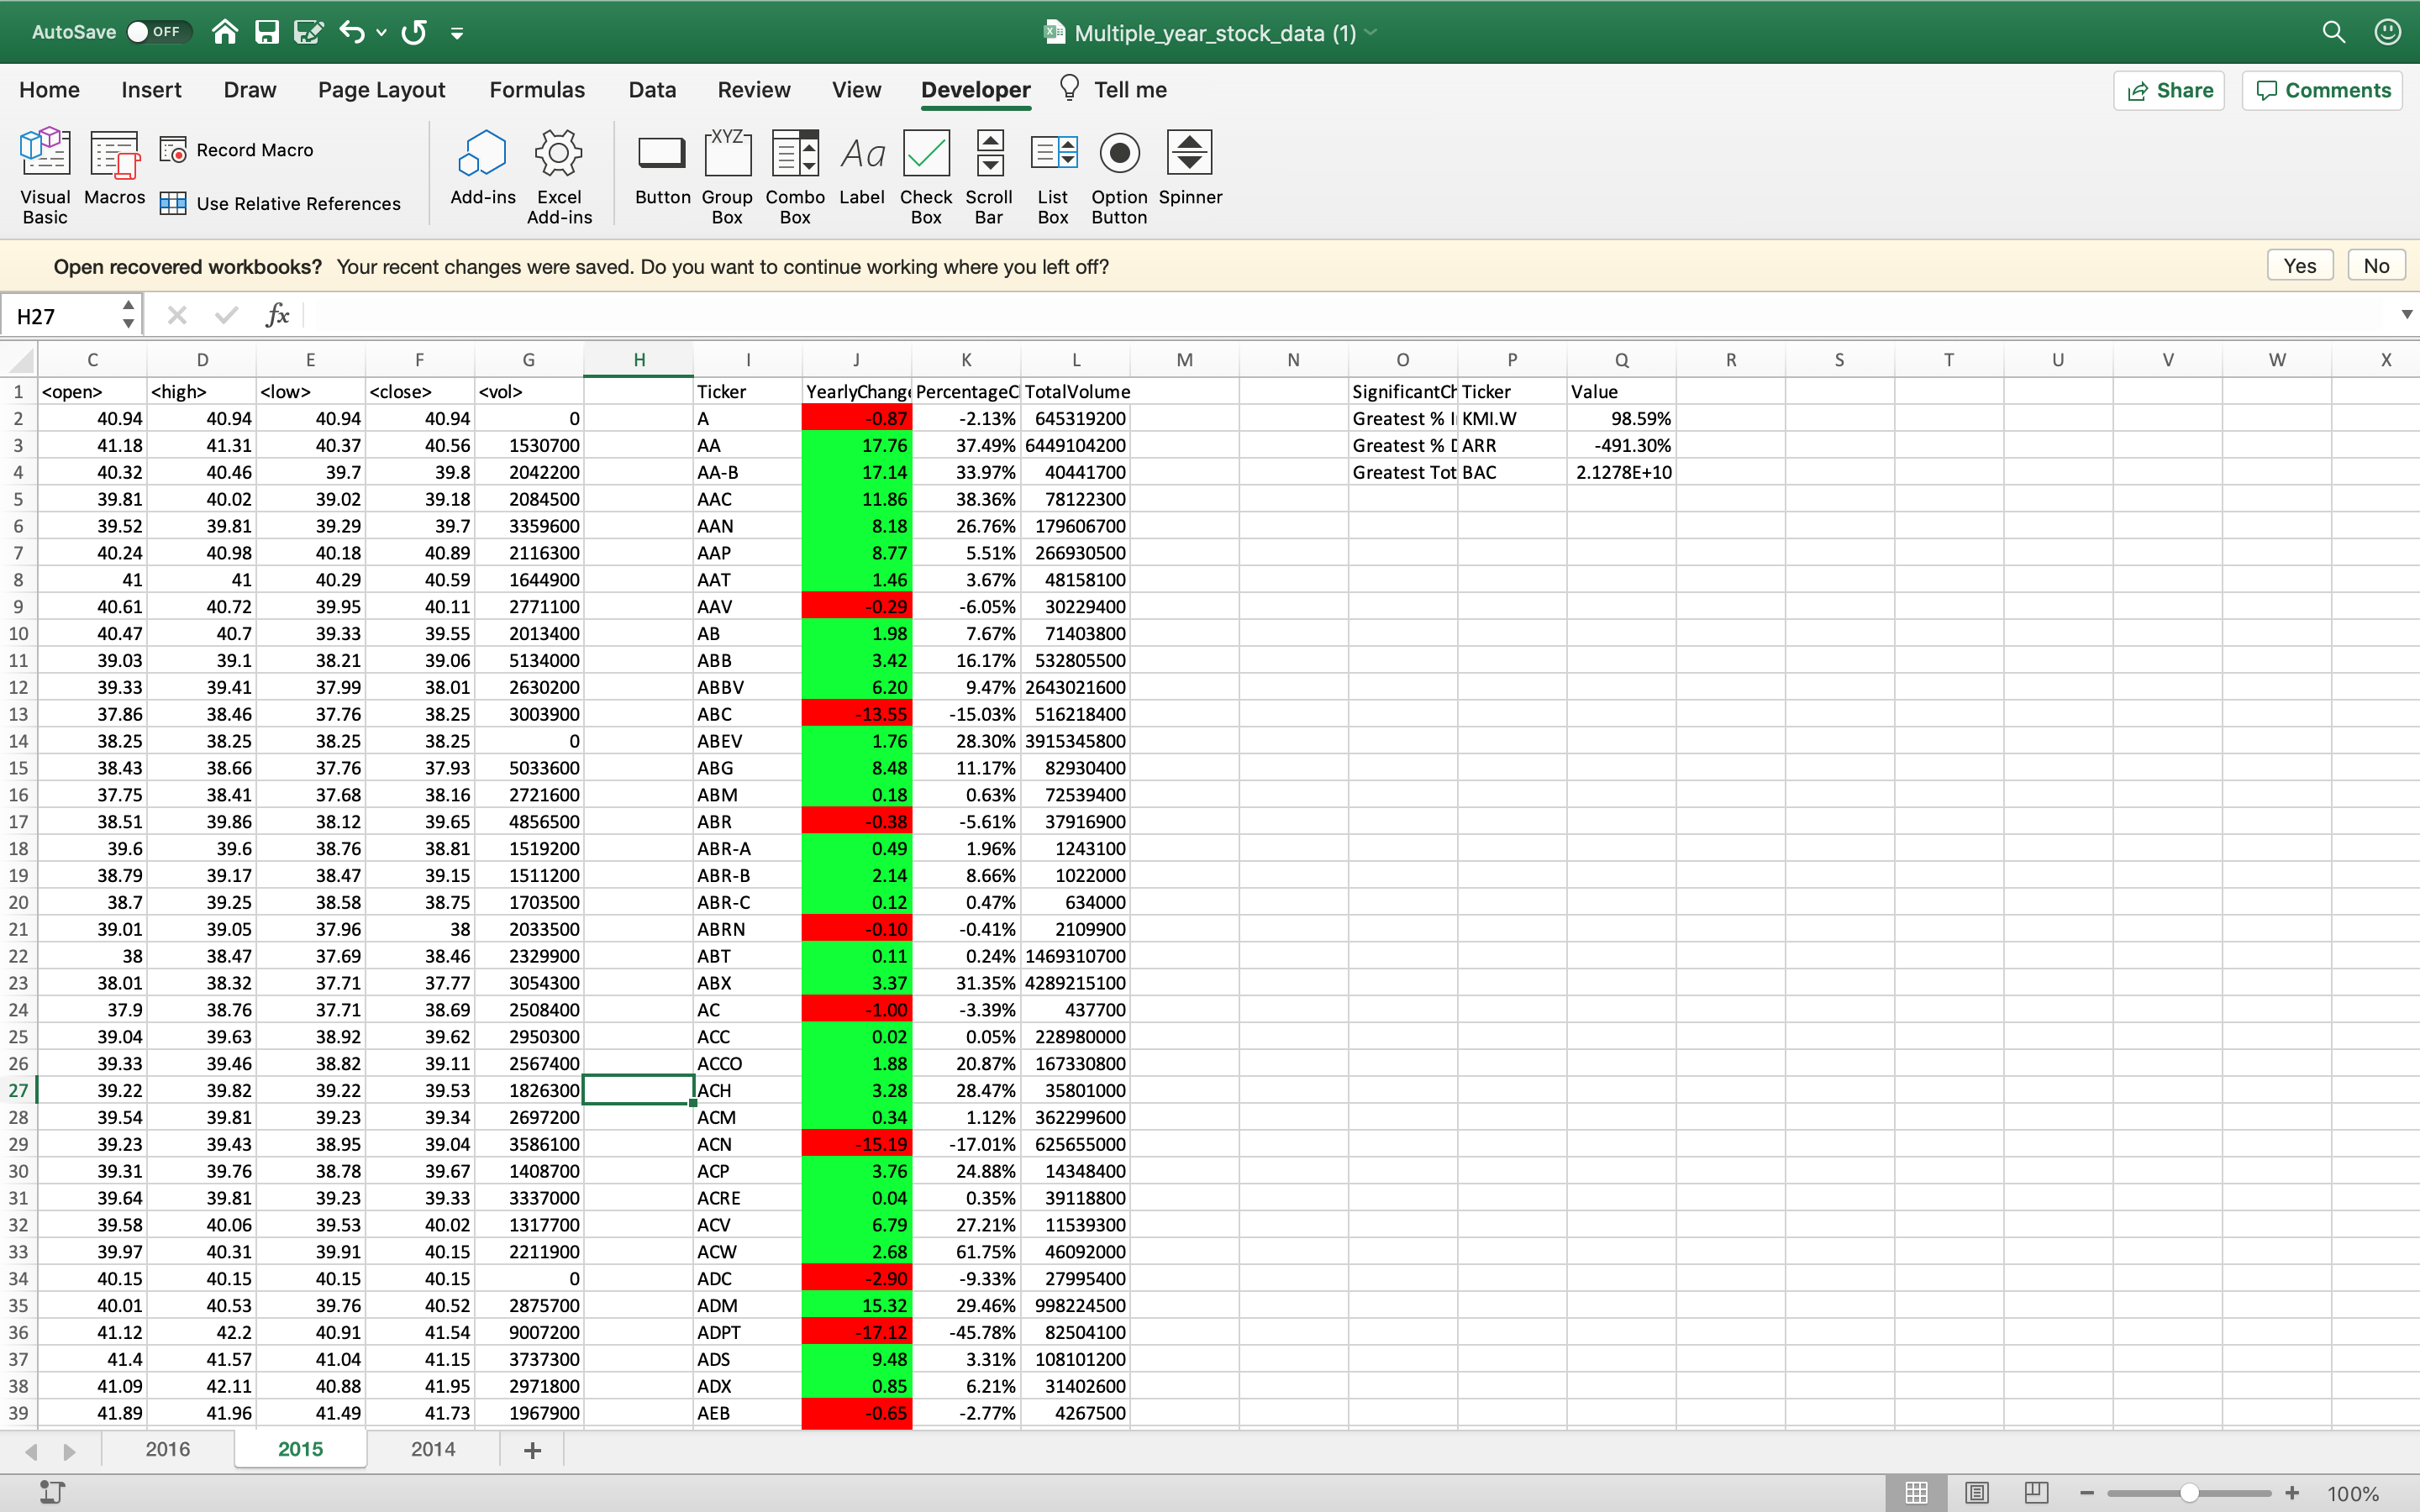 AutoSave OFF Multiple_year_stock_data (1)
Home Insert Draw Page Layout Formulas Data Review View Developer Tell me Share Comments
Visual Basic Macros Record Macro Use Relative References Add-ins Excel Add-ins Button Group Box Combo Box Label Check Box Scroll Bar List Box Option Button Spinner
XYZ Aa
Open recovered workbooks? Your recent changes were saved. Do you want to continue working where you left off? Yes No
H27 fx
C D E F G H I J K L M N O P Q R S T U V W X
1 <open> <high> <low> <close> <vol> Ticker YearlyChange PercentageC TotalVolume SignificantCh Ticker Value
2 40.94 40.94 40.94 40.94 0 A -0.87 -2.13% 645319200 Greatest % I KMI.W 98.59%
3 41.18 41.31 40.37 40.56 1530700 AA 17.76 37.49% 6449104200 Greatest % D ARR -491.30%
4 40.32 40.46 39.7 39.8 2042200 AA-B 17.14 33.97% 40441700 Greatest Tot BAC 2.1278E+10
5 39.81 40.02 39.02 39.18 2084500 AAC 11.86 38.36% 78122300
6 39.52 39.81 39.29 39.7 3359600 AAN 8.18 26.76% 179606700
7 40.24 40.98 40.18 40.89 2116300 AAP 8.77 5.51% 266930500
8 41 41 40.29 40.59 1644900 AAT 1.46 3.67% 48158100
9 40.61 40.72 39.95 40.11 2771100 AAV -0.29 -6.05% 30229400
10 40.47 40.7 39.33 39.55 2013400 AB 1.98 7.67% 71403800
11 39.03 39.1 38.21 39.06 5134000 ABB 3.42 16.17% 532805500
12 39.33 39.41 37.99 38.01 2630200 ABBV 6.20 9.47% 2643021600
13 37.86 38.46 37.76 38.25 3003900 ABC -13.55 -15.03% 516218400
14 38.25 38.25 38.25 38.25 0 ABEV 1.76 28.30% 3915345800
15 38.43 38.66 37.76 37.93 5033600 ABG 8.48 11.17% 82930400
16 37.75 38.41 37.68 38.16 2721600 ABM 0.18 0.63% 72539400
17 38.51 39.86 38.12 39.65 4856500 ABR -0.38 -5.61% 37916900
18 39.6 39.6 38.76 38.81 1519200 ABR-A 0.49 1.96% 1243100
19 38.79 39.17 38.47 39.15 1511200 ABR-B 2.14 8.66% 1022000
20 38.7 39.25 38.58 38.75 1703500 ABR-C 0.12 0.47% 634000
21 39.01 39.05 37.96 38 2033500 ABRN -0.10 -0.41% 2109900
22 38 38.47 37.69 38.46 2329900 ABT 0.11 0.24% 1469310700
23 38.01 38.32 37.71 37.77 3054300 ABX 3.37 31.35% 4289215100
24 37.9 38.76 37.71 38.69 2508400 AC -1.00 -3.39% 437700
25 39.04 39.63 38.92 39.62 2950300 ACC 0.02 0.05% 228980000
26 39.33 39.46 38.82 39.11 2567400 ACCO 1.88 20.87% 167330800
27 39.22 39.82 39.22 39.53 1826300 ACH 3.28 28.47% 35801000
28 39.54 39.81 39.23 39.34 2697200 ACM 0.34 1.12% 362299600
29 39.23 39.43 38.95 39.04 3586100 ACN -15.19 -17.01% 625655000
30 39.31 39.76 38.78 39.67 1408700 ACP 3.76 24.88% 14348400
31 39.64 39.81 39.23 39.33 3337000 ACRE 0.04 0.35% 39118800
32 39.58 40.06 39.53 40.02 1317700 ACV 6.79 27.21% 11539300
33 39.97 40.31 39.91 40.15 2211900 ACW 2.68 61.75% 46092000
34 40.15 40.15 40.15 40.15 0 ADC -2.90 -9.33% 27995400
35 40.01 40.53 39.76 40.52 2875700 ADM 15.32 29.46% 998224500
36 41.12 42.2 40.91 41.54 9007200 ADPT -17.12 -45.78% 82504100
37 41.4 41.57 41.04 41.15 3737300 ADS 9.48 3.31% 108101200
38 41.09 42.11 40.88 41.95 2971800 ADX 0.85 6.21% 31402600
39 41.89 41.96 41.49 41.73 1967900 AEB -0.65 -2.77% 4267500
2016 2015 2014 +
100%